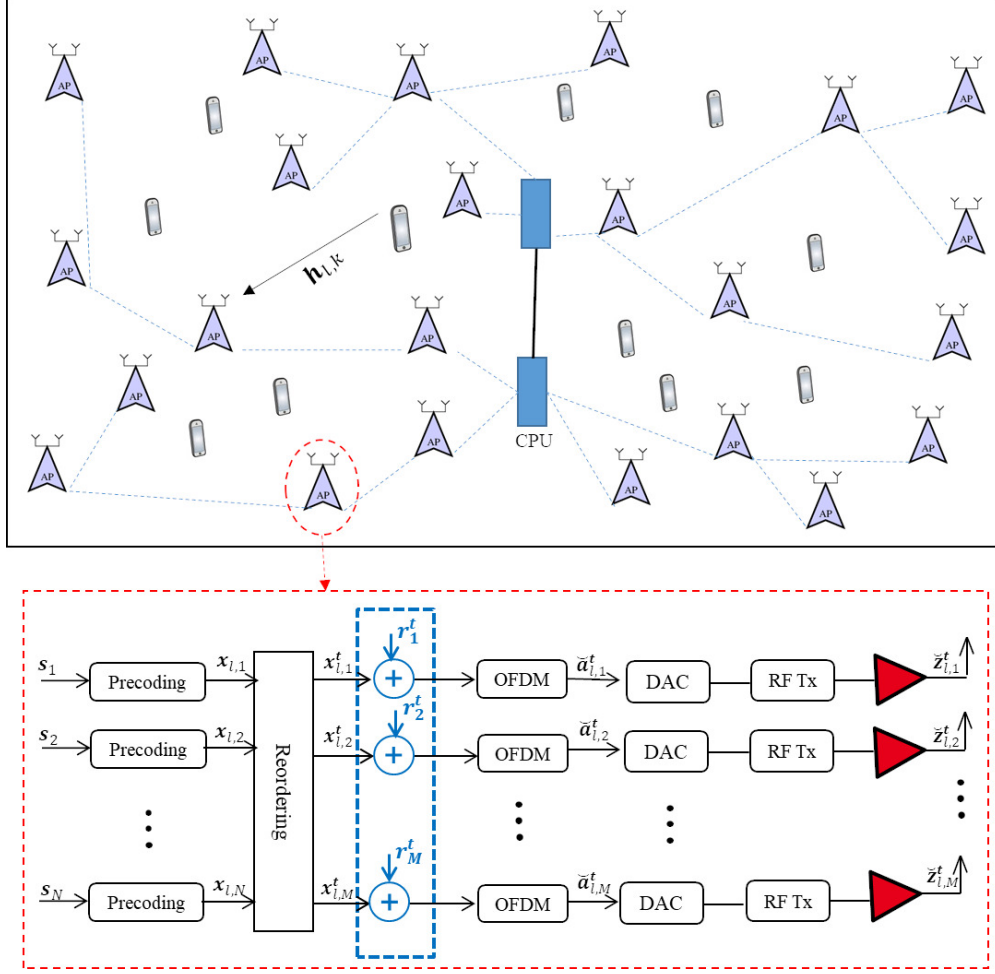 AP
AP
AP
AP
AP
AP
AP
AP
AP
AP
AP
h_{l,k}
AP
AP
AP
AP
AP
AP
CPU
AP
AP
AP
AP
AP
AP
s_1
Precoding
x_{l,1}
x^t_{l,1}
r^t_1
+
OFDM
ă^t_{l,1}
DAC
RF Tx
z̆^t_{l,1}
s_2
Precoding
x_{l,2}
Reordering
x^t_{l,2}
r^t_2
+
OFDM
ă^t_{l,2}
DAC
RF Tx
z̆^t_{l,2}
s_N
Precoding
x_{l,N}
x^t_{l,M}
r^t_M
+
OFDM
ă^t_{l,M}
DAC
RF Tx
z̆^t_{l,M}